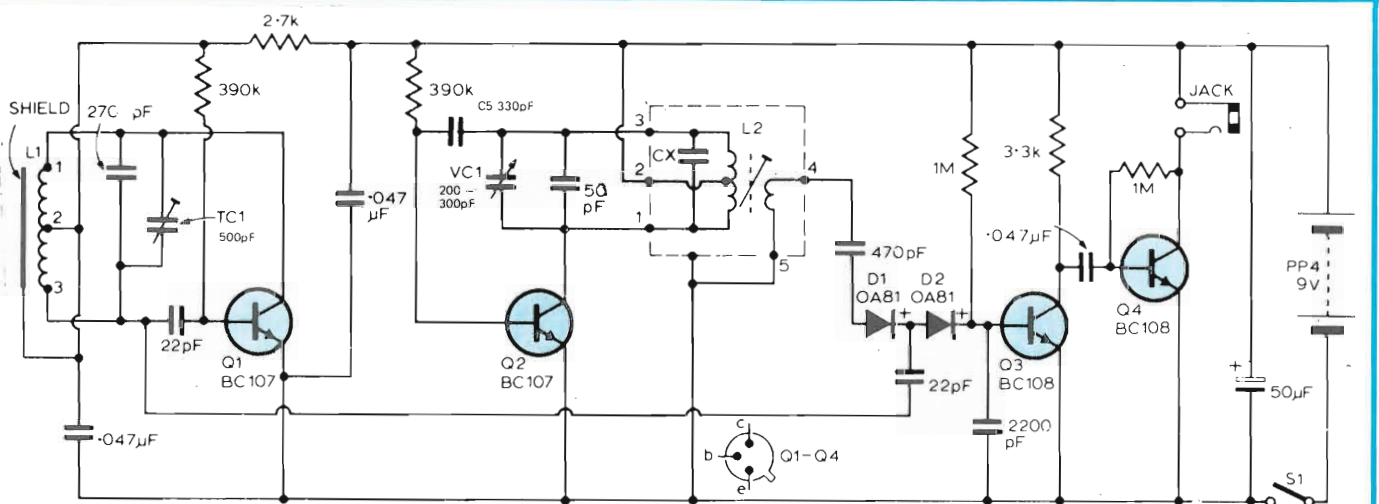 2·7k
SHIELD
27C pF
390k
390k
C5 330pF
L1
1
2
3
TC1
500pF
·047
µF
VC1
200 –
300pF
50
pF
3
2
1
CX
L2
4
5
1M
3·3k
1M
JACK
·047µF
470pF
D1
OA81
D2
OA81
+
+
22pF
Q1
BC107
Q2
BC107
22pF
Q3
BC108
Q4
BC108
PP4
9V
+
50µF
·047µF
2200
pF
c
b
e
Q1–Q4
S1